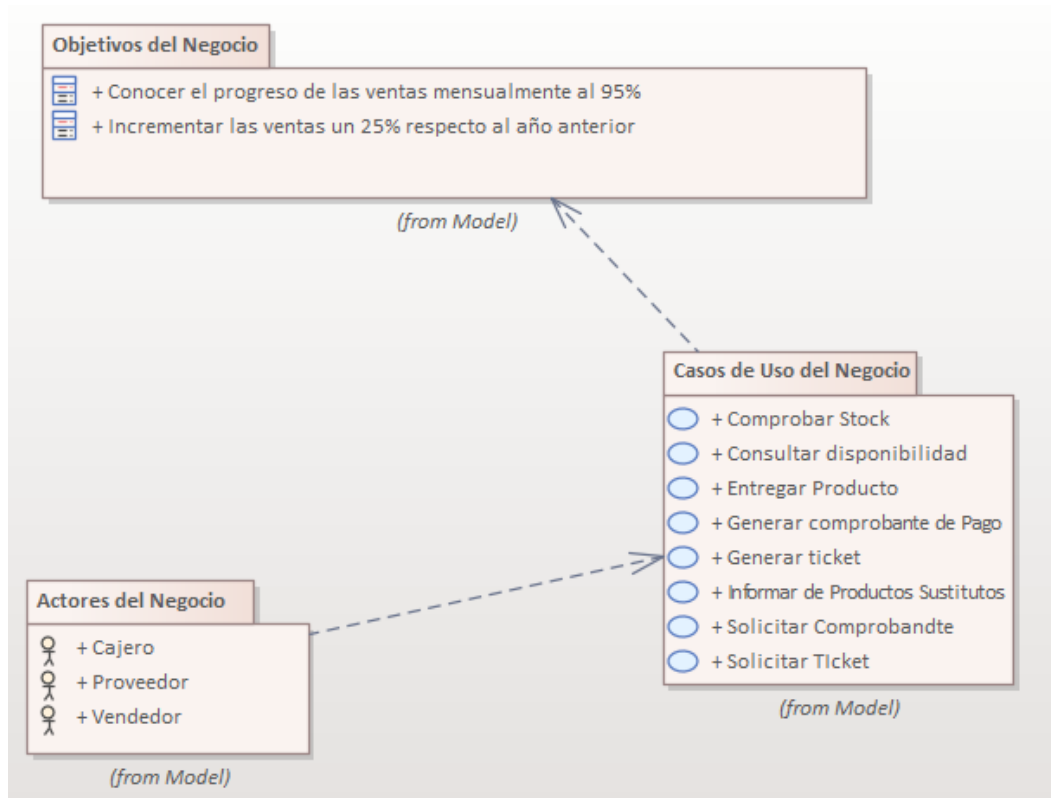 Objetivos del Negocio
+ Conocer el progreso de las ventas mensualmente al 95%
+ Incrementar las ventas un 25% respecto al año anterior
(from Model)
Casos de Uso del Negocio
+ Comprobar Stock
+ Consultar disponibilidad
+ Entregar Producto
+ Generar comprobante de Pago
+ Generar ticket
+ Informar de Productos Sustitutos
+ Solicitar Comprobandte
+ Solicitar TIcket
(from Model)
Actores del Negocio
+ Cajero
+ Proveedor
+ Vendedor
(from Model)